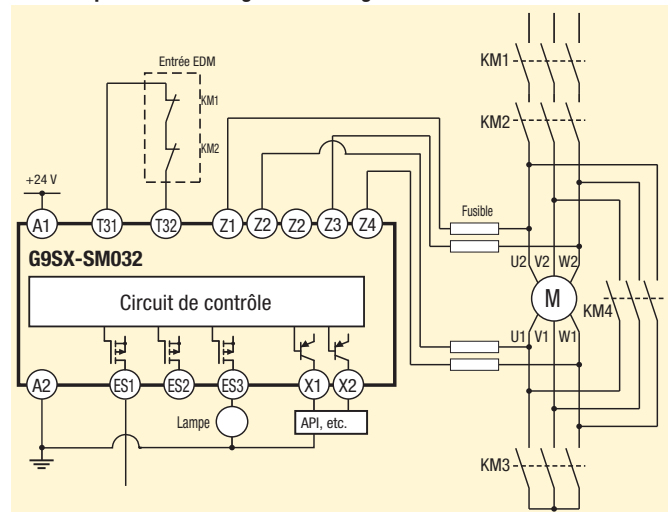 Entrée EDM
KM1
KM2
KM1
KM2
+24 V
A1
T31
T32
Z1
Z2
Z2
Z3
Z4
Fusible
G9SX-SM032
Circuit de contrôle
U2
V2
W2
M
KM4
U1
V1
W1
A2
ES1
ES2
ES3
X1
X2
Lampe
API, etc.
KM3